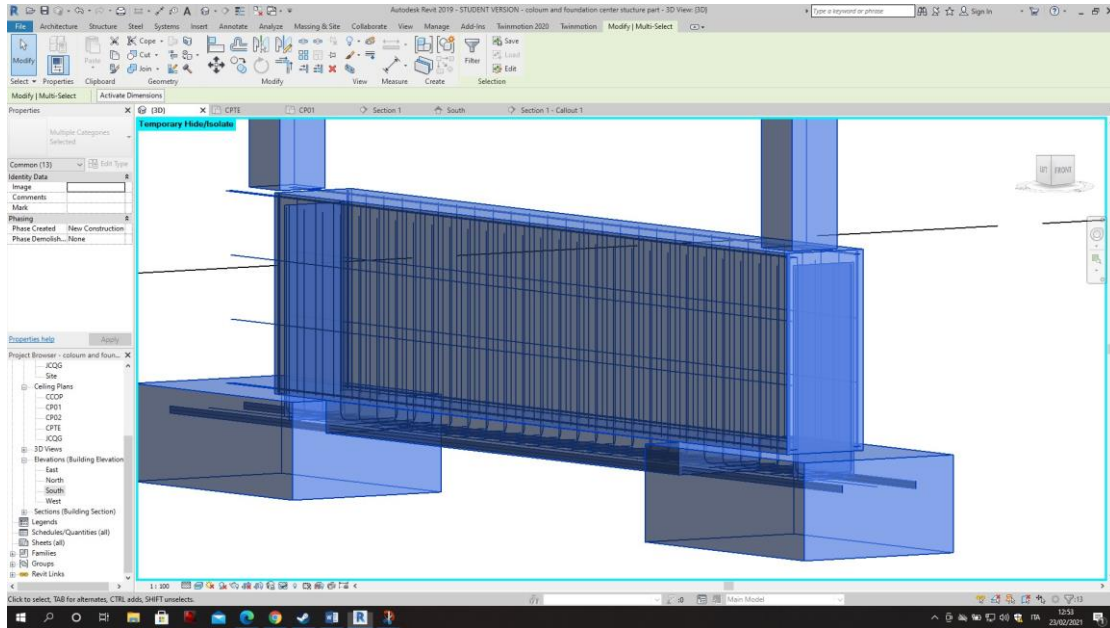 Autodesk Revit 2019 - STUDENT VERSION - coloum and foundation center stucture part - 3D View: {3D}
Type a keyword or phrase
Sign In
File Architecture Structure Steel Systems Insert Annotate Analyze Massing & Site Collaborate View Manage Add-Ins Twinmotion 2020 Twinmotion Modify | Multi-Select
Modify
Paste
Cope
Cut
Join
Filter
Save
Load
Edit
Select Properties Clipboard Geometry Modify View Measure Create Selection
Modify | Multi-Select Activate Dimensions
Properties
{3D} CPTE CP01 Section 1 South Section 1 - Callout 1
Temporary Hide/Isolate
Multiple Categories
Selected
Common (13) Edit Type
Identity Data
Image
Comments
Mark
Phasing
Phase Created New Construction
Phase Demolish... None
FRONT
Properties help Apply
Project Browser - coloum and foun...
JCQG
Site
Ceiling Plans
CCOP
CP01
CP02
CPTE
JCQG
3D Views
Elevations (Building Elevation
East
North
South
West
Sections (Building Section)
Legends
Schedules/Quantities (all)
Sheets (all)
Families
Groups
Revit Links
1 : 100
Click to select, TAB for alternates, CTRL adds, SHIFT unselects.
:0
Main Model
:13
ITA
12:53
23/02/2021